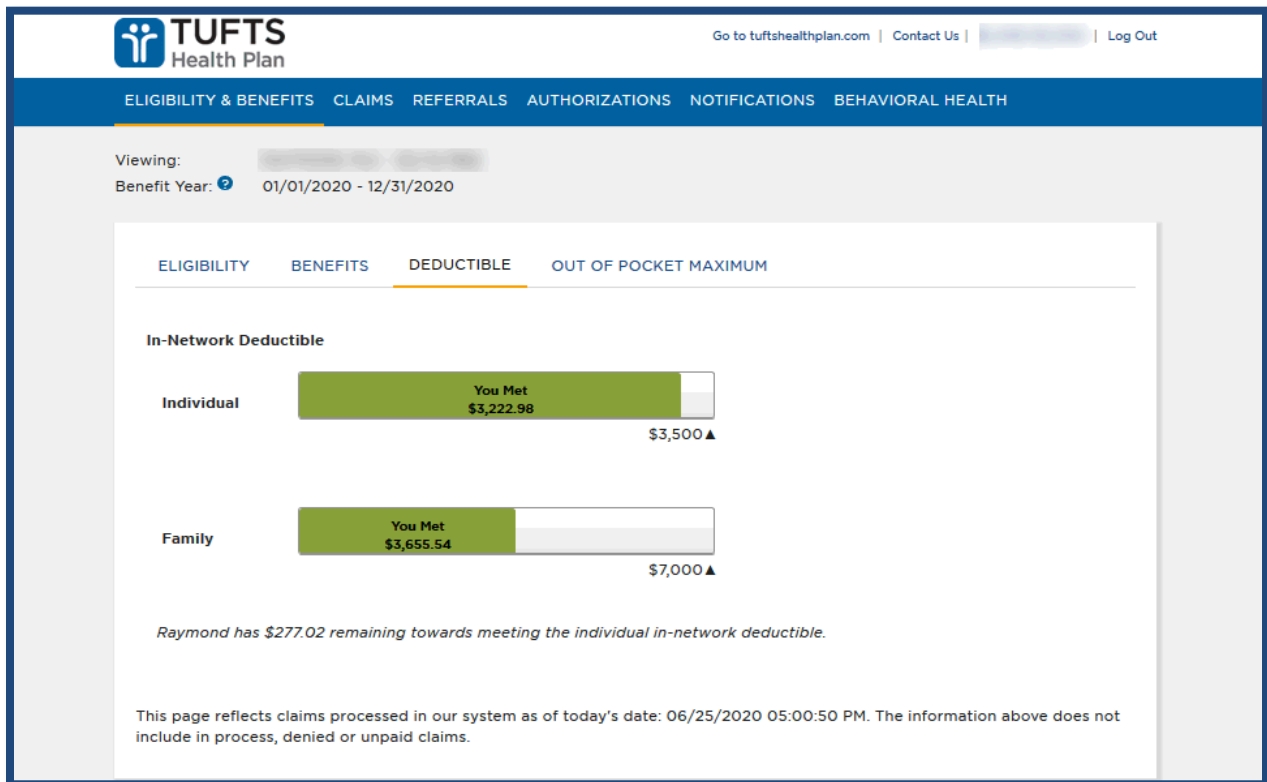 TUFTS
Health Plan
Go to tuftshealthplan.com | Contact Us | | Log Out
ELIGIBILITY & BENEFITS CLAIMS REFERRALS AUTHORIZATIONS NOTIFICATIONS BEHAVIORAL HEALTH
Viewing:
Benefit Year: ? 01/01/2020 - 12/31/2020
ELIGIBILITY BENEFITS DEDUCTIBLE OUT OF POCKET MAXIMUM
In-Network Deductible
Individual
You Met
$3,222.98
$3,500▲
Family
You Met
$3,655.54
$7,000▲
Raymond has $277.02 remaining towards meeting the individual in-network deductible.
This page reflects claims processed in our system as of today's date: 06/25/2020 05:00:50 PM. The information above does not
include in process, denied or unpaid claims.